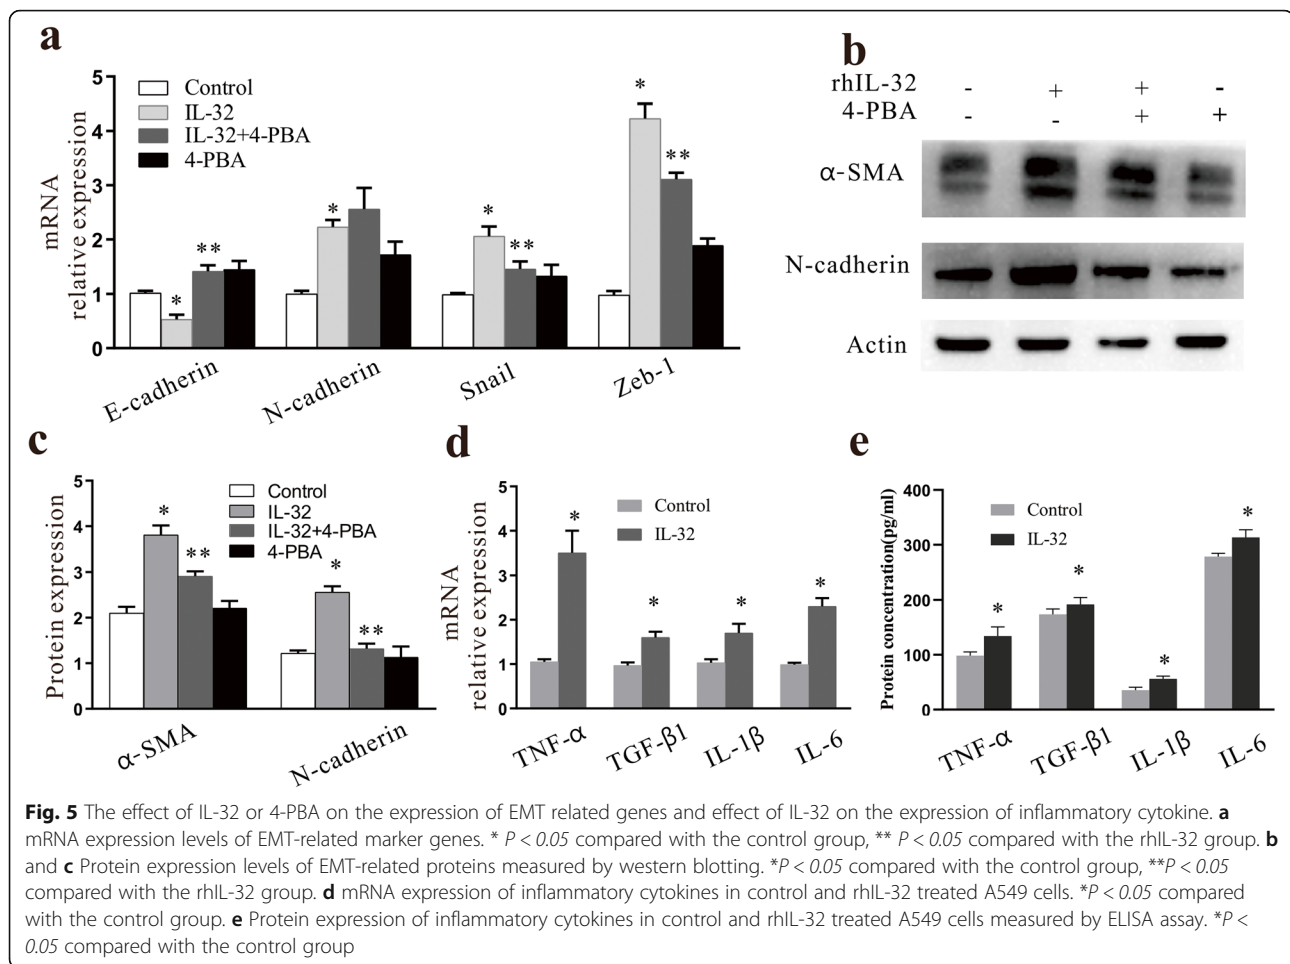 a
5
4
3
2
1
0
mRNA
relative expression
Control
IL-32
IL-32+4-PBA
4-PBA
*
**
*
*
**
*
**
E-cadherin
N-cadherin
Snail
Zeb-1
b
rhIL-32 - + + -
4-PBA - - + +
α-SMA
N-cadherin
Actin
c
5
4
3
2
1
0
Protein expression
Control
IL-32
IL-32+4-PBA
4-PBA
*
**
*
**
α-SMA
N-cadherin
d
5
4
3
2
1
0
mRNA
relative expression
Control
IL-32
*
*
*
*
TNF-α
TGF-β1
IL-1β
IL-6
e
400
300
200
100
0
Protein concentration(pg/ml)
Control
IL-32
*
*
*
*
TNF-α
TGF-β1
IL-1β
IL-6
Fig. 5 The effect of IL-32 or 4-PBA on the expression of EMT related genes and effect of IL-32 on the expression of inflammatory cytokine. a
mRNA expression levels of EMT-related marker genes. * P < 0.05 compared with the control group, ** P < 0.05 compared with the rhIL-32 group. b
and c Protein expression levels of EMT-related proteins measured by western blotting. *P < 0.05 compared with the control group, **P < 0.05
compared with the rhIL-32 group. d mRNA expression of inflammatory cytokines in control and rhIL-32 treated A549 cells. *P < 0.05 compared
with the control group. e Protein expression of inflammatory cytokines in control and rhIL-32 treated A549 cells measured by ELISA assay. *P <
0.05 compared with the control group